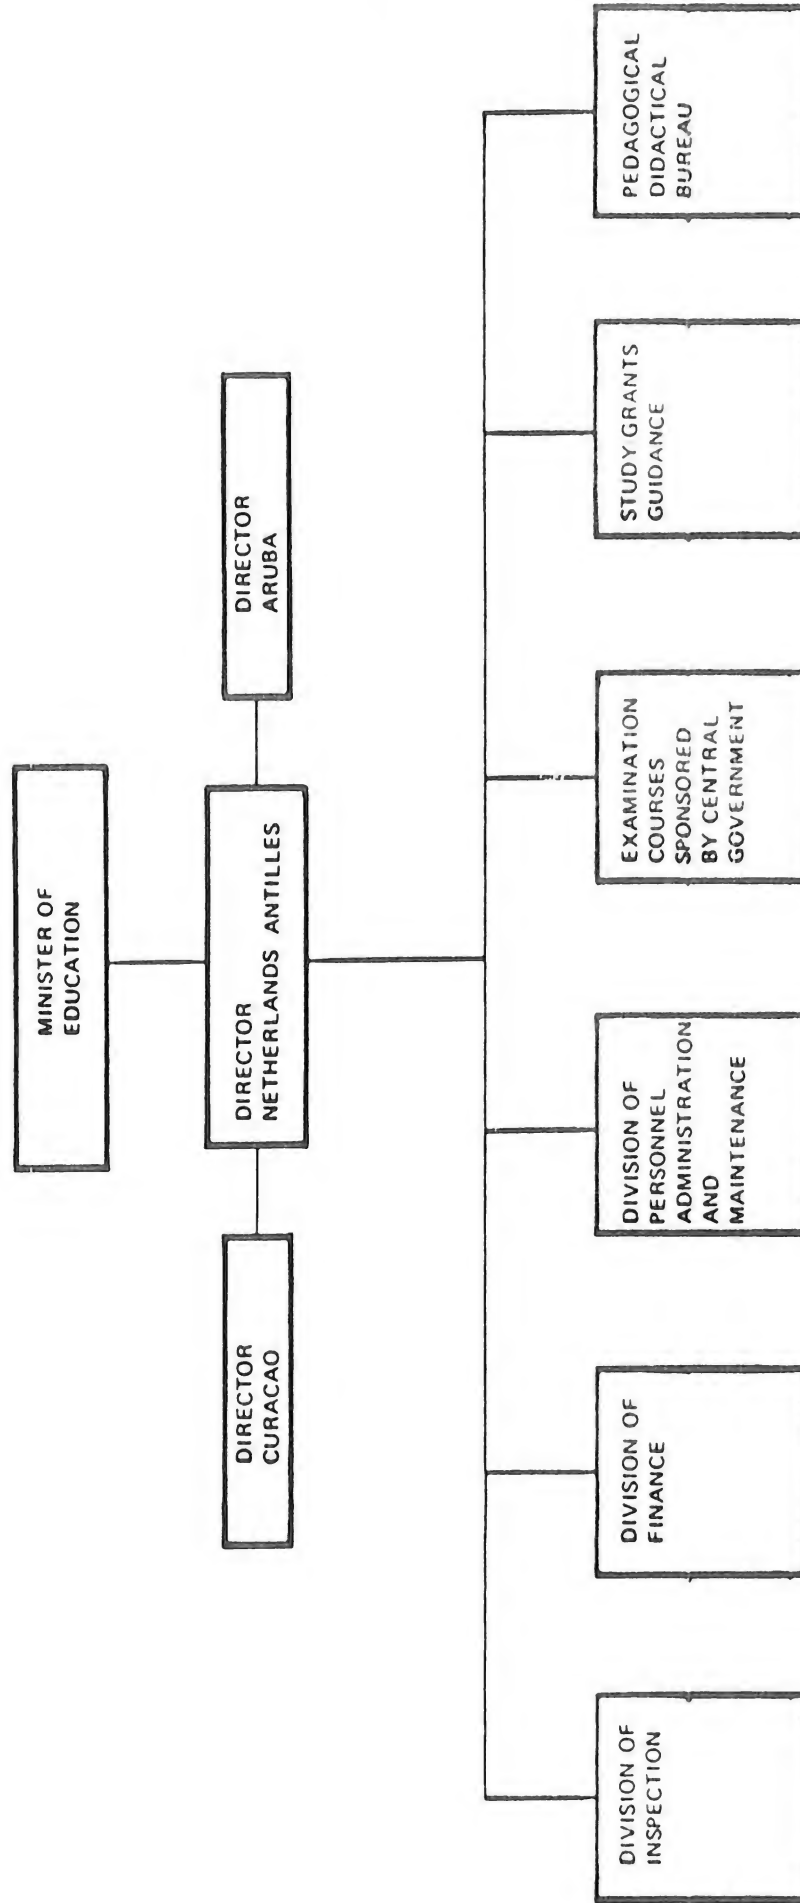 MINISTER OF
EDUCATION
DIRECTOR
CURACAO
DIRECTOR
NETHERLANDS ANTILLES
DIRECTOR
ARUBA
DIVISION OF
INSPECTION
DIVISION OF
FINANCE
DIVISION OF
PERSONNEL
ADMINISTRATION
AND
MAINTENANCE
EXAMINATION
COURSES
SPONSORED
BY CENTRAL
GOVERNMENT
STUDY GRANTS
GUIDANCE
PEDAGOGICAL
DIDACTICAL
BUREAU